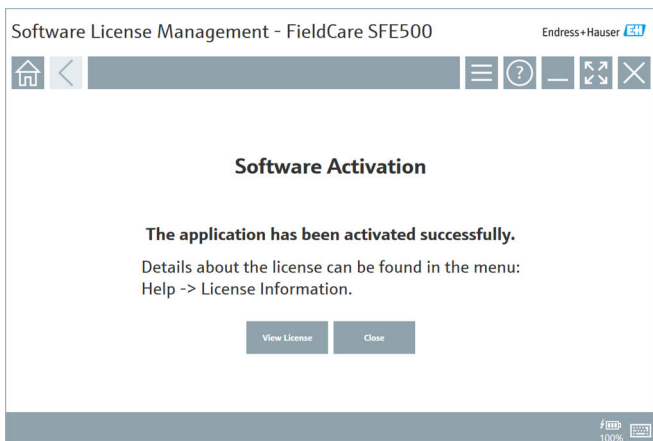 Software License Management - FieldCare SFE500
Endress+Hauser EH
?
Software Activation
The application has been activated successfully.
Details about the license can be found in the menu:
Help -> License Information.
View License
Close
100%